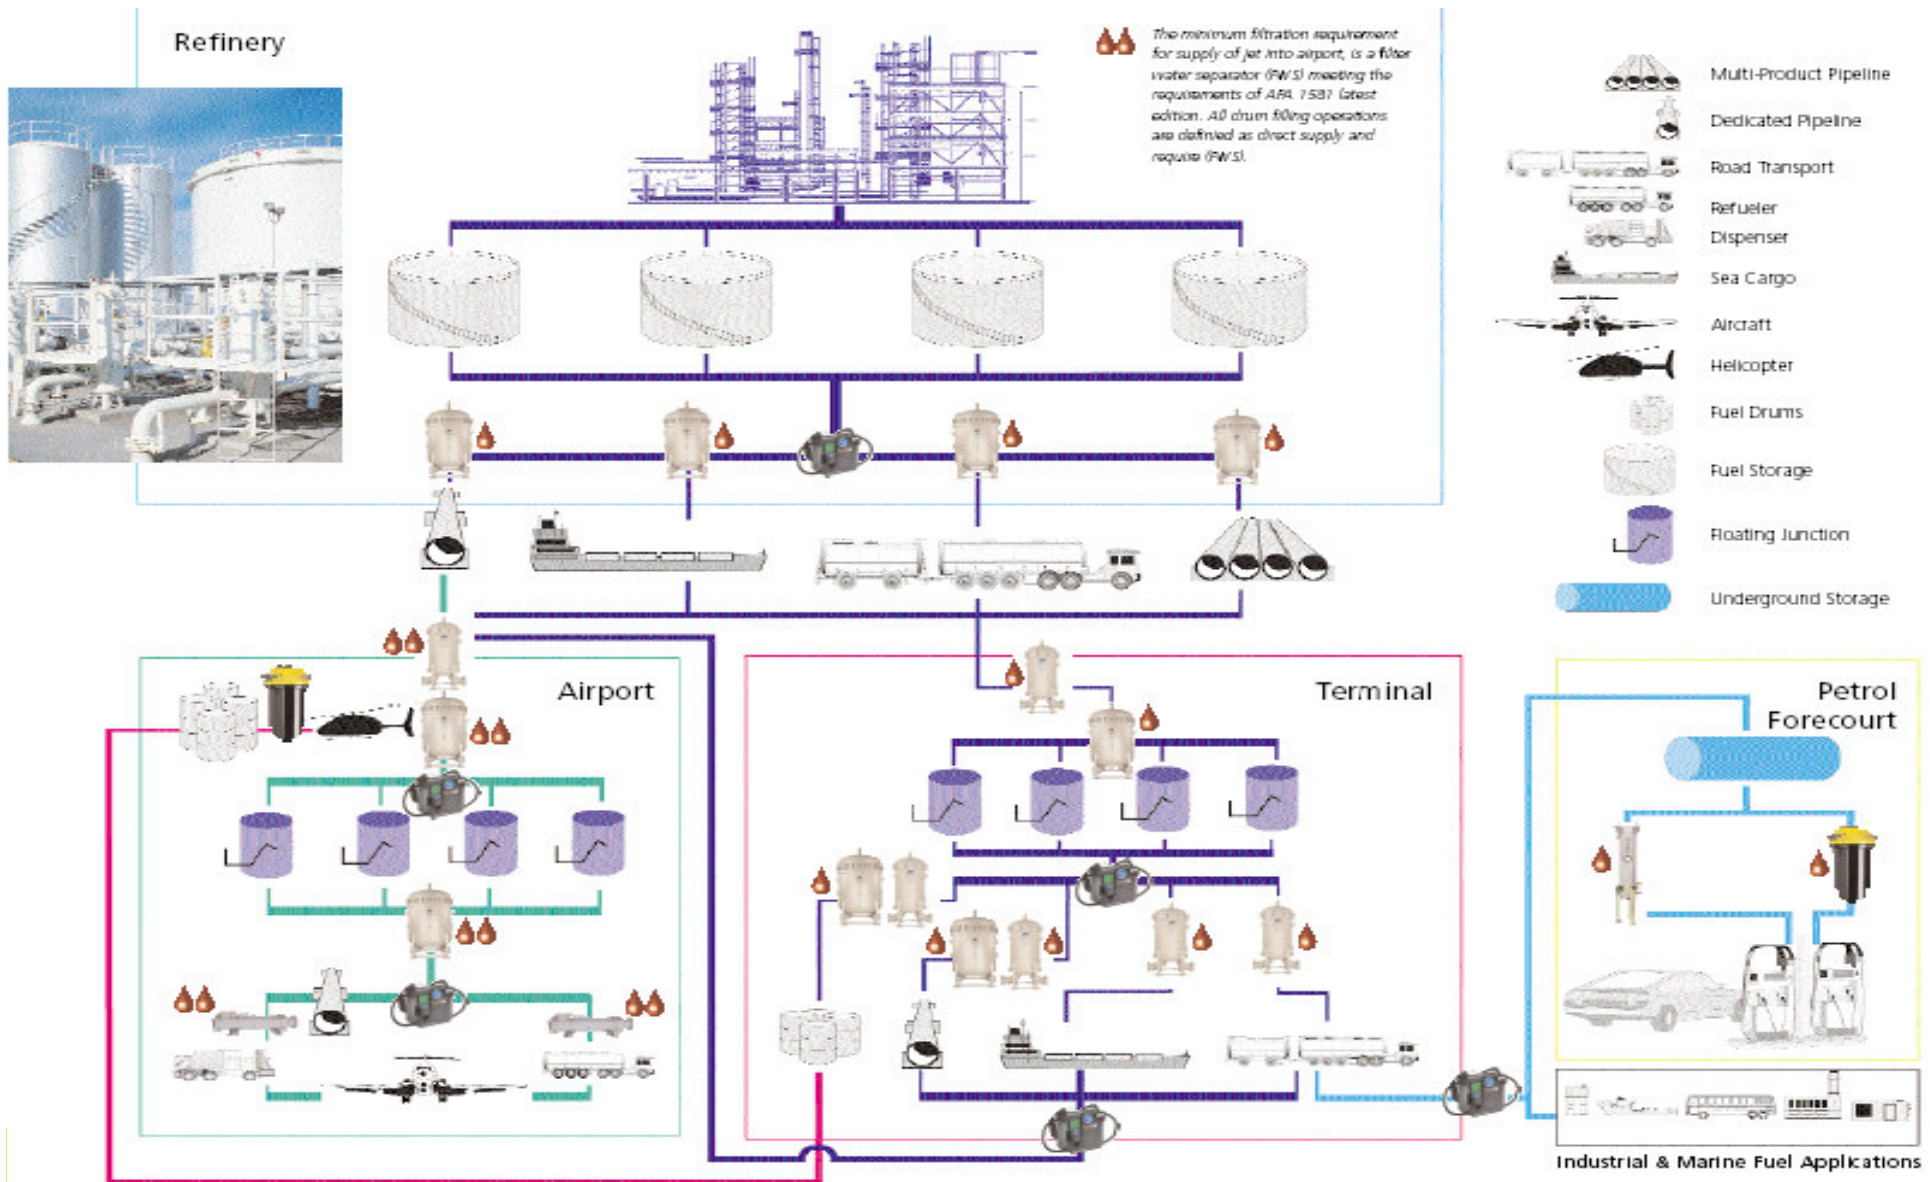 Refinery
The minimum filtration requirement
for supply of jet into airport, is a filter
water separator (FWS) meeting the
requirements of APA 1581 latest
edition. All drum filling operations
are defined as direct supply and
require (FWS).
Multi-Product Pipeline
Dedicated Pipeline
Road Transport
Refueler
Dispenser
Sea Cargo
Aircraft
Helicopter
Fuel Drums
Fuel Storage
Floating Junction
Underground Storage
Airport
Terminal
Petrol
Forecourt
Industrial & Marine Fuel Applications